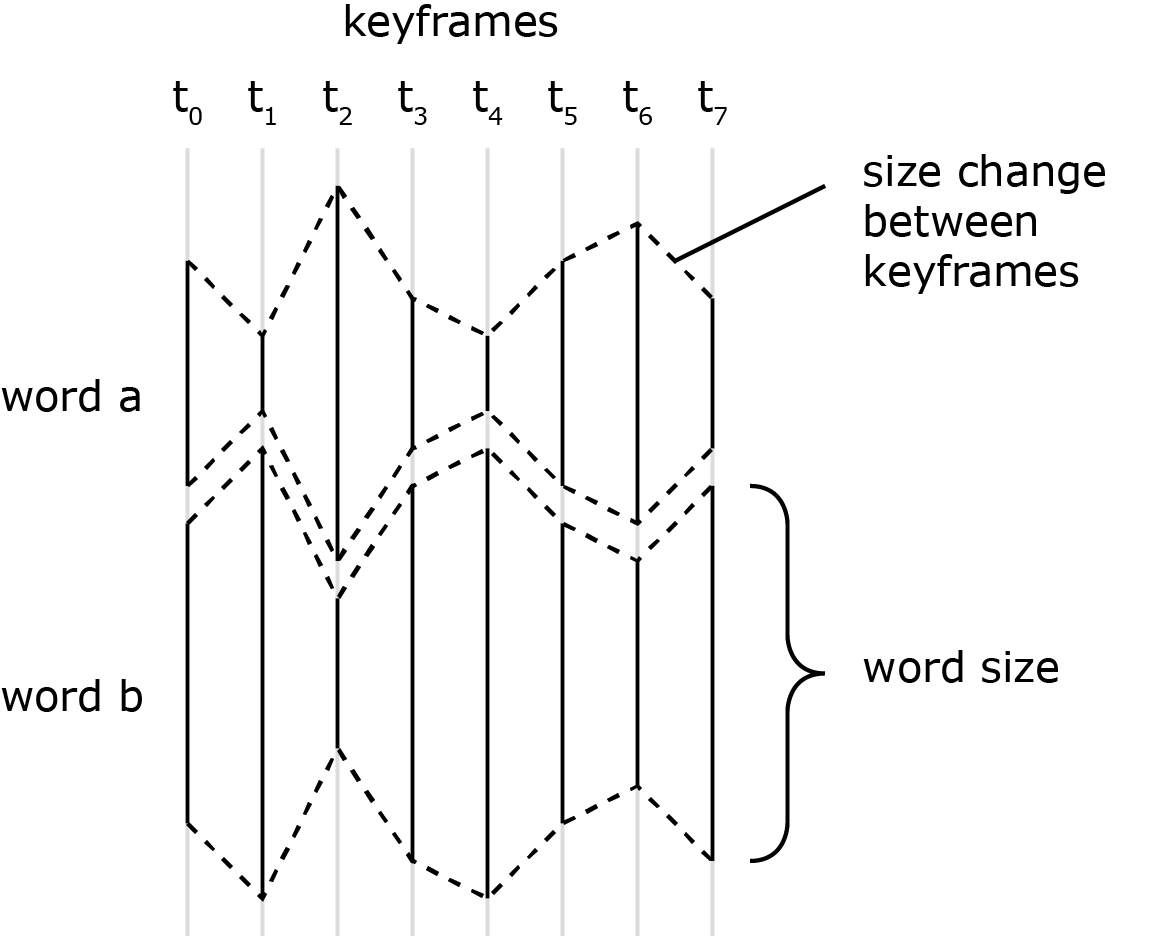 keyframes
t₀ t₁ t₂ t₃ t₄ t₅ t₆ t₇
size change
between
keyframes
word a
word size
word b